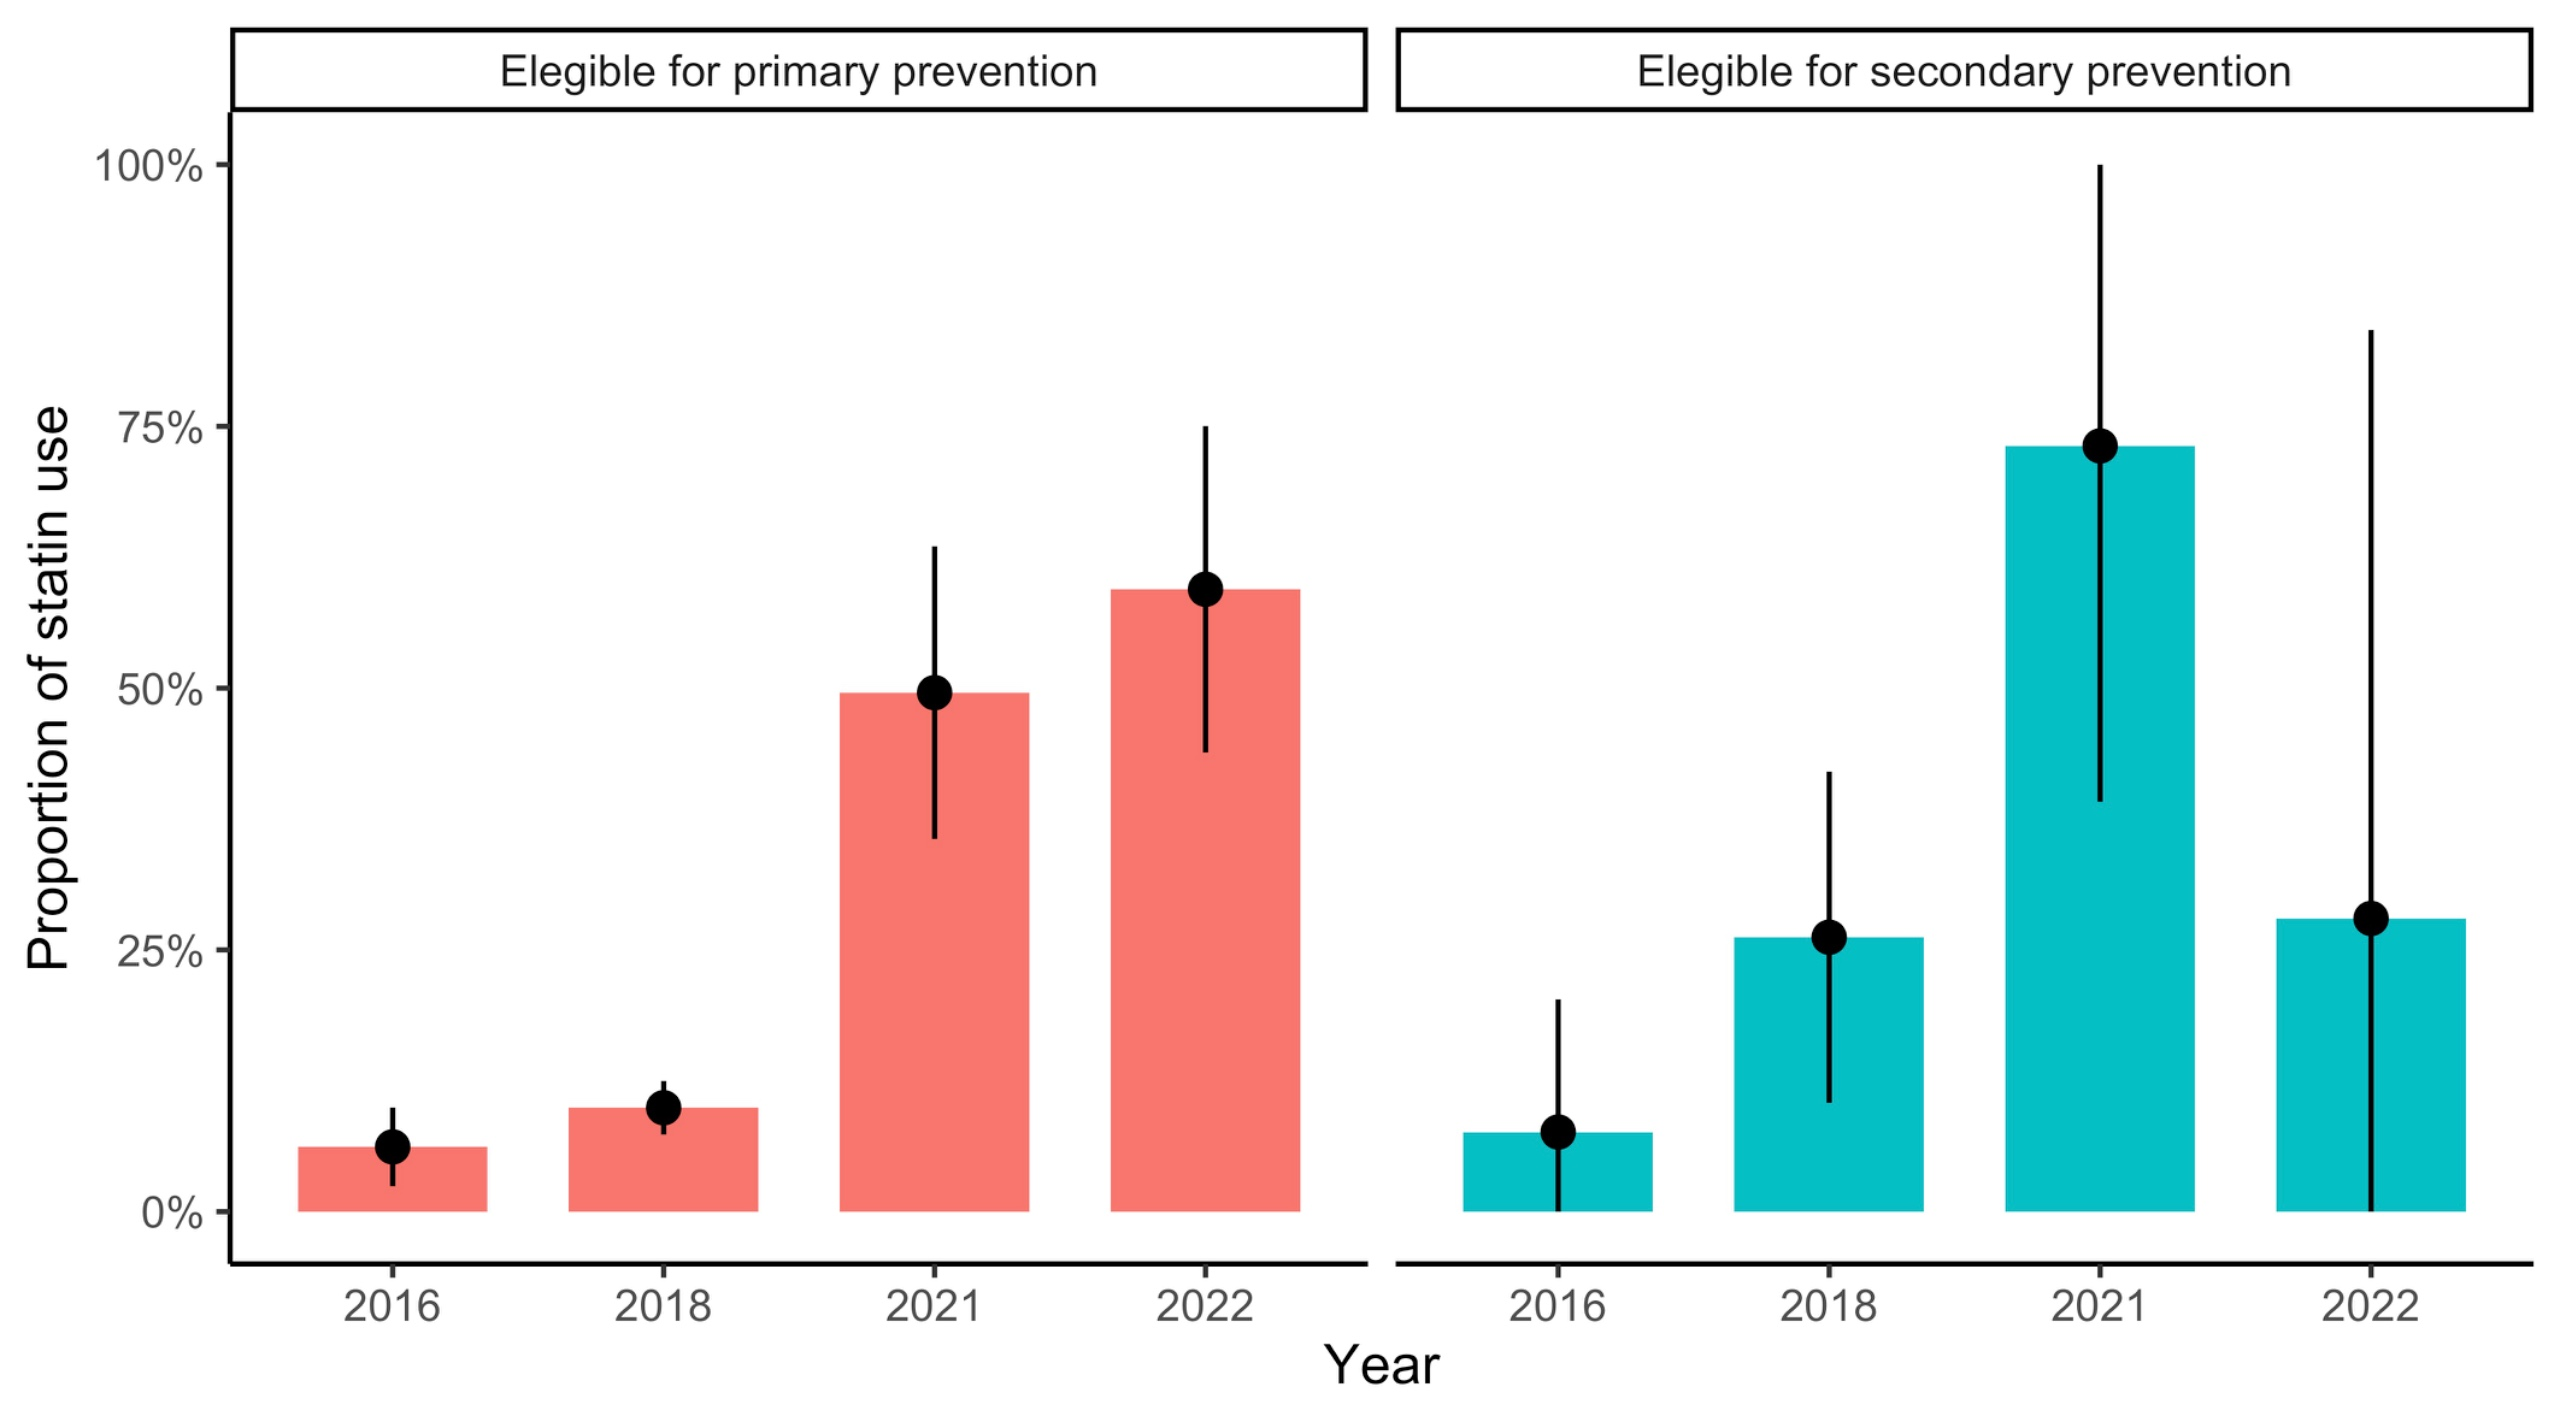 Elegible for primary prevention
Elegible for secondary prevention
Proportion of statin use
100%
75%
50%
25%
0%
2016 2018 2021 2022
2016 2018 2021 2022
Year